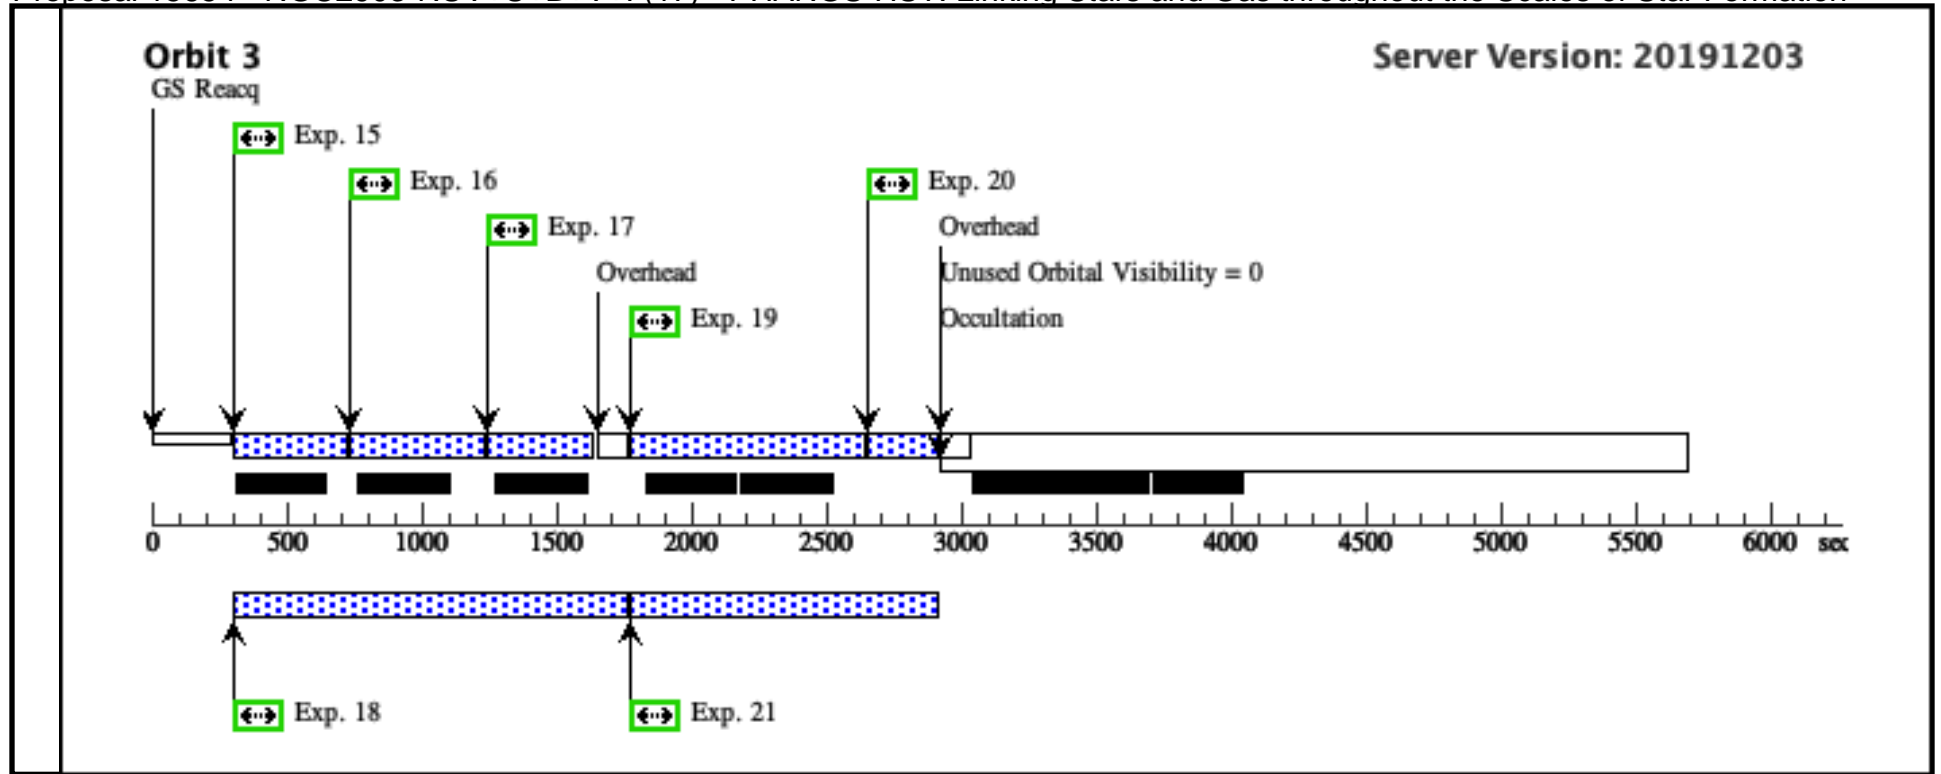 Orbit 3
Server Version: 20191203
GS Reacq
Exp. 15
Exp. 16
Exp. 20
Exp. 17
Overhead
Overhead
Unused Orbital Visibility = 0
Exp. 19
Occultation
0 500 1000 1500 2000 2500 3000 3500 4000 4500 5000 5500 6000 sec
Exp. 18
Exp. 21